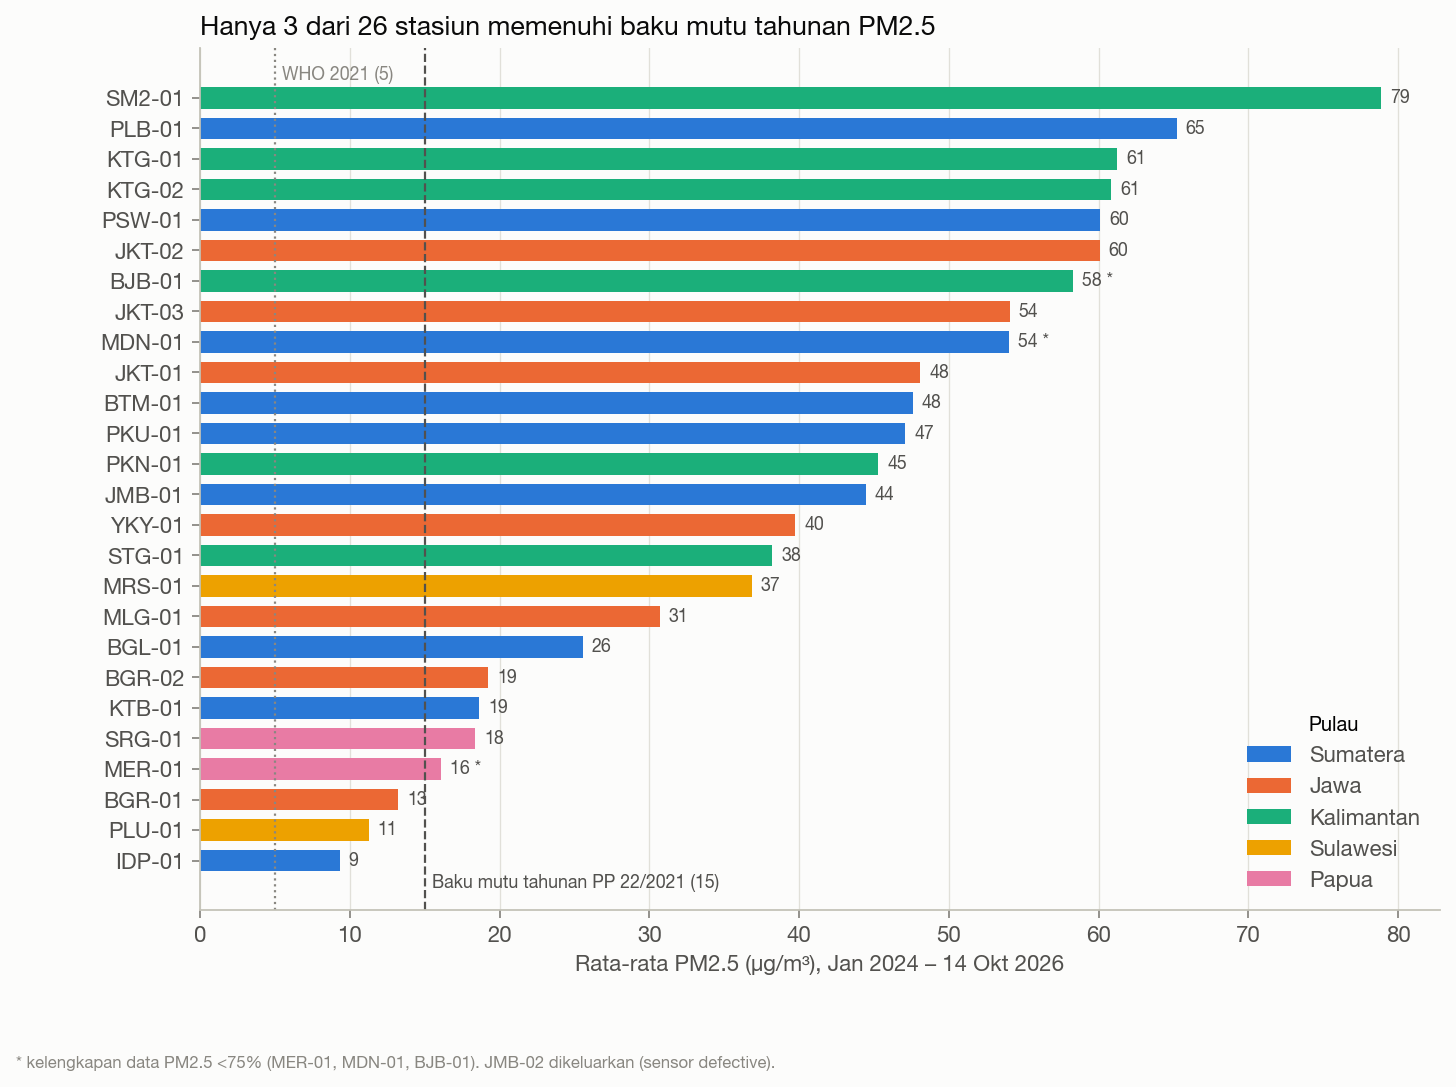 Hanya 3 dari 26 stasiun memenuhi baku mutu tahunan PM2.5
WHO 2021 (5)
SM2-01 79
PLB-01 65
KTG-01 61
KTG-02 61
PSW-01 60
JKT-02 60
BJB-01 58 *
JKT-03 54
MDN-01 54 *
JKT-01 48
BTM-01 48
PKU-01 47
PKN-01 45
JMB-01 44
YKY-01 40
STG-01 38
MRS-01 37
MLG-01 31
BGL-01 26
BGR-02 19
KTB-01 19
SRG-01 18
MER-01 16 *
BGR-01 13
PLU-01 11
IDP-01 9
Baku mutu tahunan PP 22/2021 (15)
Pulau
Sumatera
Jawa
Kalimantan
Sulawesi
Papua
0 10 20 30 40 50 60 70 80
Rata-rata PM2.5 (µg/m³), Jan 2024 – 14 Okt 2026
* kelengkapan data PM2.5 <75% (MER-01, MDN-01, BJB-01). JMB-02 dikeluarkan (sensor defective).